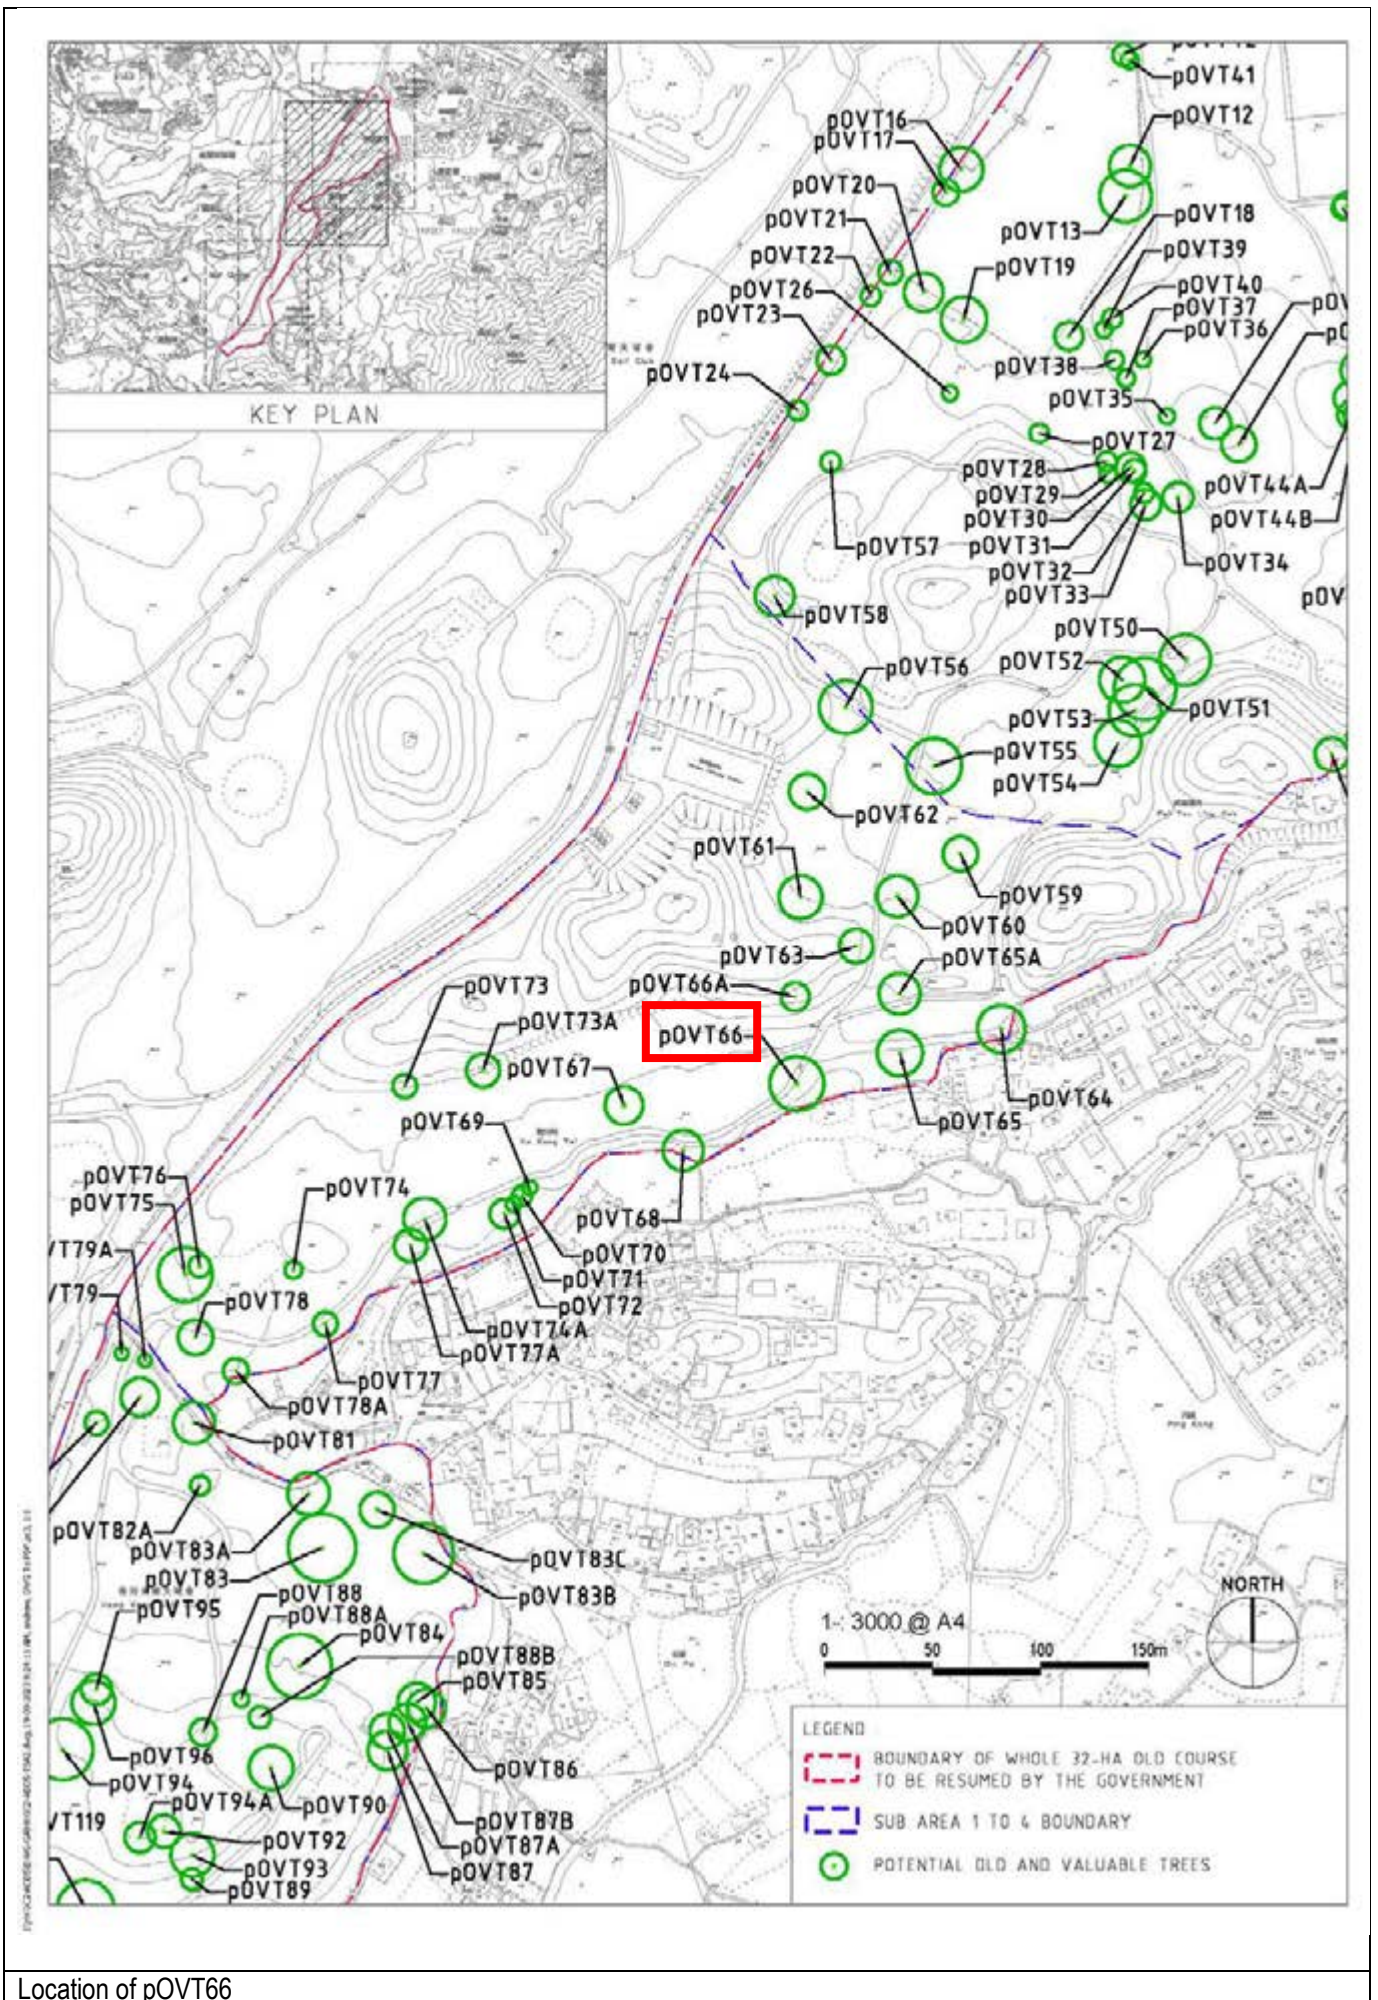 pOVT41
pOVT12
pOVT16
pOVT17
pOVT20
pOVT21
pOVT22
pOVT26
pOVT23
pOVT24
pOVT13
pOVT18
pOVT39
pOVT19
pOVT40
pOVT37
pOVT36
pOVT38
pOVT35
KEY PLAN
pOVT27
pOVT28
pOVT29
pOVT30
pOVT31
pOVT32
pOVT33
pOVT44A
pOVT44B
pOVT34
pOVT57
pOVT58
pOVT50
pOVT52
pOVT56
pOVT53
pOVT51
pOVT55
pOVT54
pOVT62
pOVT61
pOVT59
pOVT60
pOVT63
pOVT65A
pOVT66A
pOVT73
pOVT73A
pOVT66
pOVT67
pOVT64
pOVT65
pOVT69
pOVT76
pOVT75
pOVT74
pOVT68
VT79A
pOVT70
pOVT71
VT79
pOVT78
pOVT72
pOVT74A
pOVT77A
pOVT77
pOVT78A
pOVT81
Ping Kong
pOVT82A
pOVT83A
pOVT83
pOVT83C
pOVT83B
pOVT88
pOVT95
pOVT88A
pOVT84
pOVT88B
pOVT85
pOVT96
pOVT86
pOVT94
pOVT94A
pOVT90
VT119
pOVT92
pOVT87B
pOVT93
pOVT87A
pOVT89
pOVT87
NORTH
1-: 3000 @ A4
0 50 100 150m
LEGEND
BOUNDARY OF WHOLE 32-HA OLD COURSE
TO BE RESUMED BY THE GOVERNMENT
SUB AREA 1 TO 4 BOUNDARY
POTENTIAL OLD AND VALUABLE TREES
Location of pOVT66